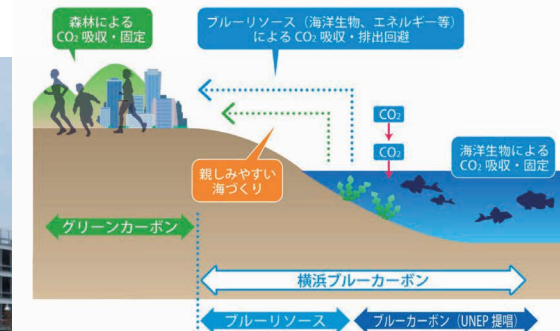 森林による
CO₂ 吸収・固定
ブルーリソース（海洋生物、エネルギー等）
による CO₂ 吸収・排出回避
CO₂
CO₂
海洋生物による
CO₂ 吸収・固定
親しみやすい
海づくり
グリーンカーボン
横浜ブルーカーボン
ブルーリソース
ブルーカーボン（UNEP 提唱）